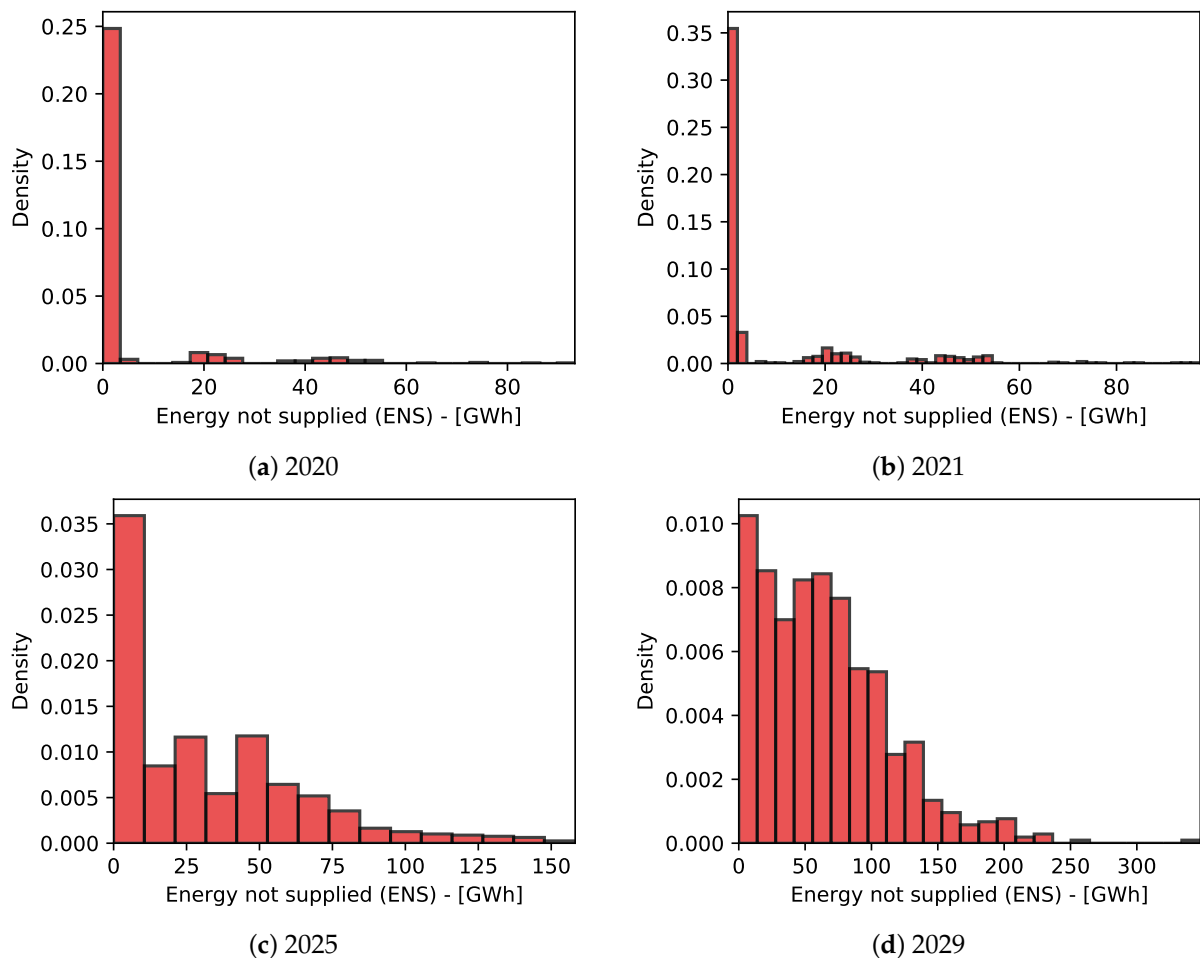 0.25
0.20
0.15
0.10
0.05
0.00
Density
0 20 40 60 80
Energy not supplied (ENS) - [GWh]
(a) 2020
0.35
0.30
0.25
0.20
0.15
0.10
0.05
0.00
Density
0 20 40 60 80
Energy not supplied (ENS) - [GWh]
(b) 2021
0.035
0.030
0.025
0.020
0.015
0.010
0.005
0.000
Density
0 25 50 75 100 125 150
Energy not supplied (ENS) - [GWh]
(c) 2025
0.010
0.008
0.006
0.004
0.002
0.000
Density
0 50 100 150 200 250 300
Energy not supplied (ENS) - [GWh]
(d) 2029